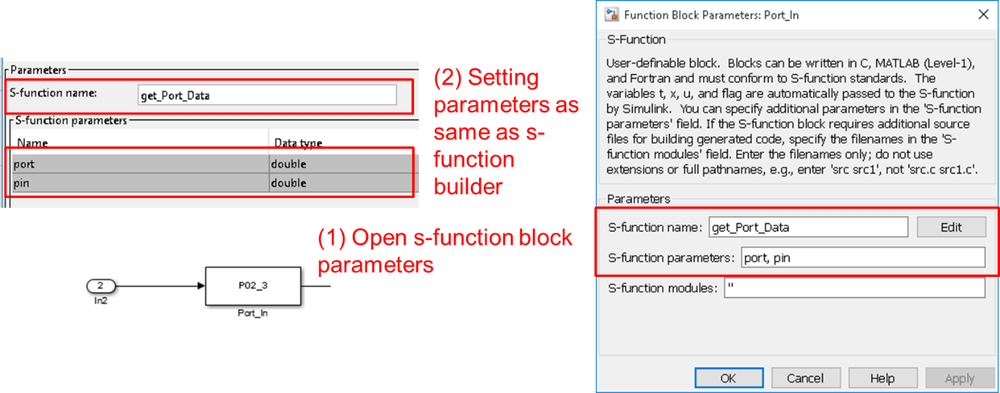 Parameters
S-function name: get_Port_Data
S-function parameters
Name Data type
port double
pin double
(2) Setting
parameters as
same as s-
function
builder
(1) Open s-function block
parameters
2
In2
P02_3
Port_In
Function Block Parameters: Port_In
S-Function
User-definable block.  Blocks can be written in C, MATLAB (Level-1),
and Fortran and must conform to S-function standards.  The
variables t, x, u, and flag are automatically passed to the S-function
by Simulink.  You can specify additional parameters in the 'S-function
parameters' field. If the S-function block requires additional source
files for building generated code, specify the filenames in the 'S-
function modules' field. Enter the filenames only; do not use
extensions or full pathnames, e.g., enter 'src src1', not 'src.c src1.c'.
Parameters
S-function name: get_Port_Data Edit
S-function parameters: port, pin
S-function modules: ''
OK Cancel Help Apply